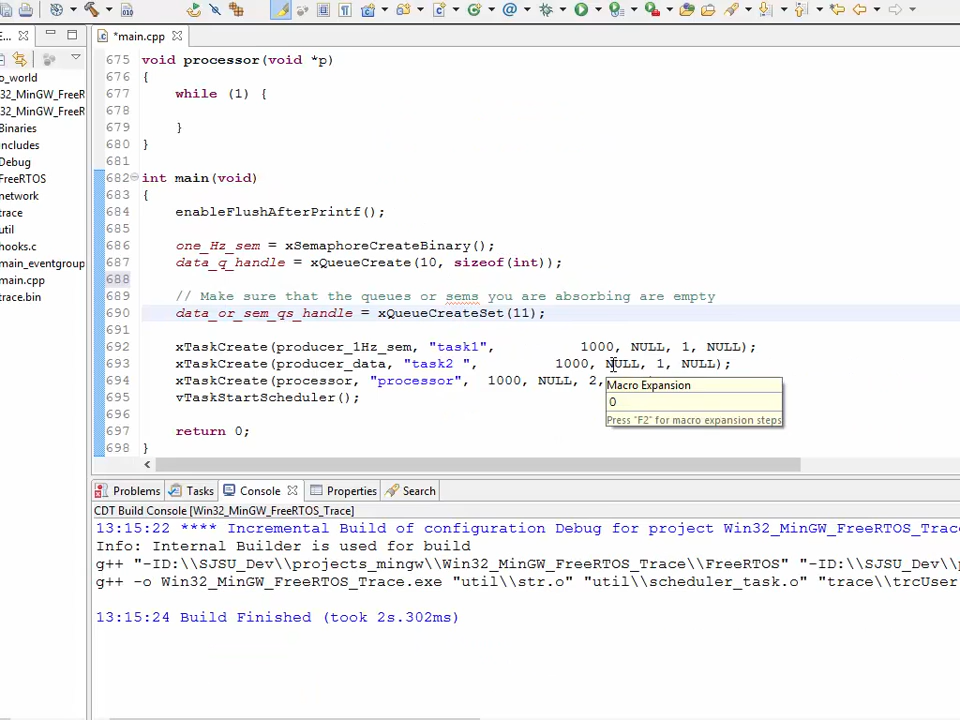 E...
*main.cpp
o_world
32_MinGW_FreeR
32_MinGW_FreeR
Binaries
Includes
Debug
FreeRTOS
network
trace
util
hooks.c
main_eventgroup
main.cpp
trace.bin
675 void processor(void *p)
676 {
677 while (1) {
678
679 }
680 }
681
682 int main(void)
683 {
684 enableFlushAfterPrintf();
685
686 one_Hz_sem = xSemaphoreCreateBinary();
687 data_q_handle = xQueueCreate(10, sizeof(int));
688
689 // Make sure that the queues or sems you are absorbing are empty
690 data_or_sem_qs_handle = xQueueCreateSet(11);
691
692 xTaskCreate(producer_1Hz_sem, "task1", 1000, NULL, 1, NULL);
693 xTaskCreate(producer_data, "task2 ", 1000, NULL, 1, NULL);
694 xTaskCreate(processor, "processor", 1000, NULL, 2,
695 vTaskStartScheduler();
696
697 return 0;
698 }
Macro Expansion
0
Press "F2" for macro expansion steps
Problems Tasks Console Properties Search
CDT Build Console [Win32_MinGW_FreeRTOS_Trace]
13:15:22 **** Incremental Build of configuration Debug for project Win32_MinGW_FreeRTOS_Trace
Info: Internal Builder is used for build
g++ "-ID:\\SJSU_Dev\\projects_mingw\\Win32_MinGW_FreeRTOS_Trace\\FreeRTOS" "-ID:\\SJSU_Dev\\p
g++ -o Win32_MinGW_FreeRTOS_Trace.exe "util\\str.o" "util\\scheduler_task.o" "trace\\trcUser
13:15:24 Build Finished (took 2s.302ms)